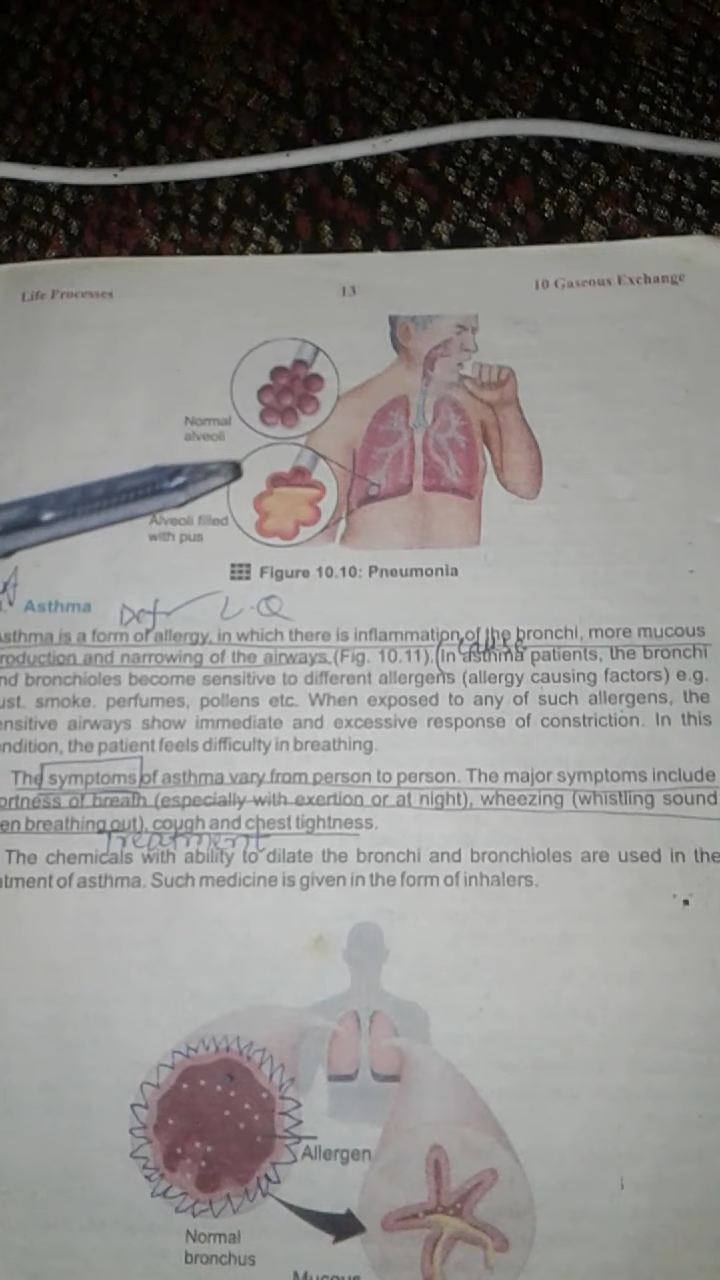 Life Processes 13 10 Gaseous Exchange
Normal
alveoli
Alveoli filled
with pus
Figure 10.10: Pneumonia
Asthma Def L.Q
sthma is a form of allergy, in which there is inflammation of the bronchi, more mucous
cause
roduction and narrowing of the airways (Fig. 10.11). (In asthma patients, the bronchi
nd bronchioles become sensitive to different allergens (allergy causing factors) e.g.
ust. smoke. perfumes, pollens etc. When exposed to any of such allergens, the
ensitive airways show immediate and excessive response of constriction. In this
ndition, the patient feels difficulty in breathing.
The symptoms of asthma vary from person to person. The major symptoms include
ortness of breath (especially with exertion or at night), wheezing (whistling sound
en breathing out), cough and chest tightness.
Treatment
The chemicals with ability to dilate the bronchi and bronchioles are used in the
atment of asthma. Such medicine is given in the form of inhalers.
Allergen
Normal
bronchus
Mucous